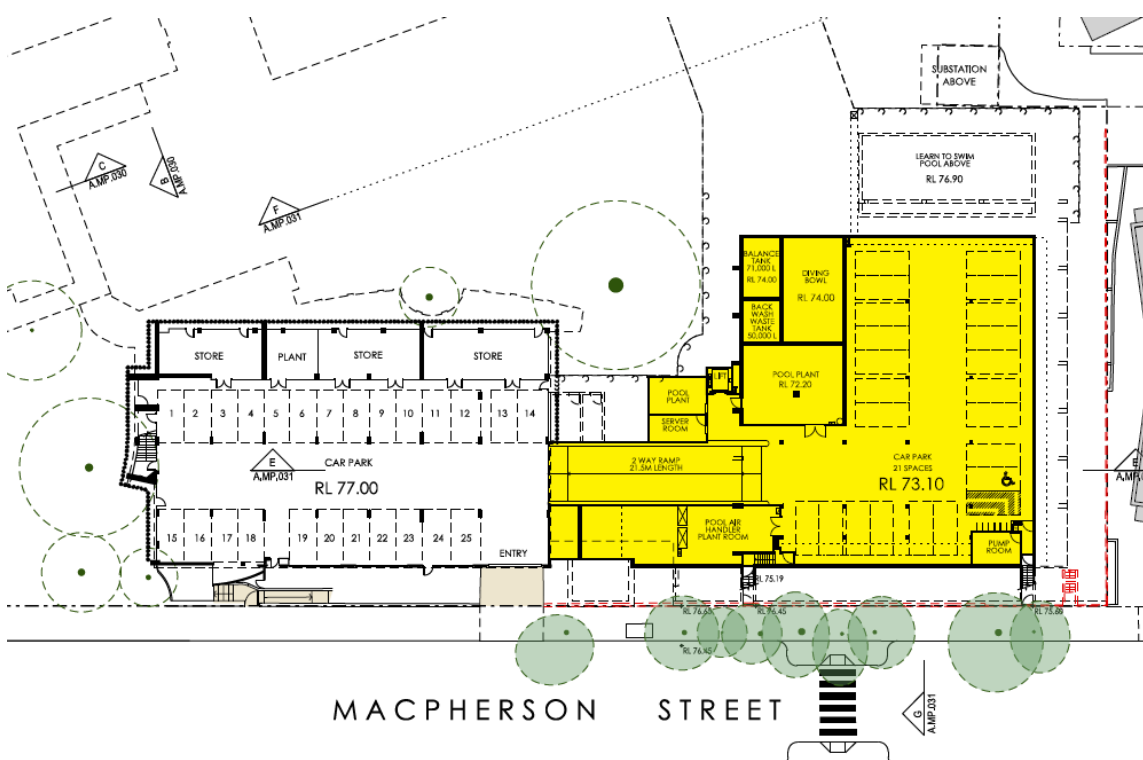 SUBSTATION
ABOVE
LEARN TO SWIM
POOL ABOVE
RL 76.90
C
A.MP.030
B
A.MP.030
F
A.MP.031
BALANCE
TANK
71,000 L
RL 74.00
DIVING
BOWL
RL 74.00
BACK
WASH
WASTE
TANK
50,000 L
STORE
PLANT
STORE
STORE
POOL PLANT
RL 72.20
LIFT
POOL
PLANT
SERVER
ROOM
1 2 3 4 5 6 7 8 9 10 11 12 13 14
E
A.MP.031
CAR PARK
RL 77.00
2 WAY RAMP
21.5M LENGTH
CAR PARK
21 SPACES
RL 73.10
E
15 16 17 18 19 20 21 22 23 24 25
ENTRY
POOL AIR
HANDLER
PLANT ROOM
PUMP
ROOM
RL 75.19
RL 76.45
RL 76.45
MACPHERSON STREET
G
A.MP.031